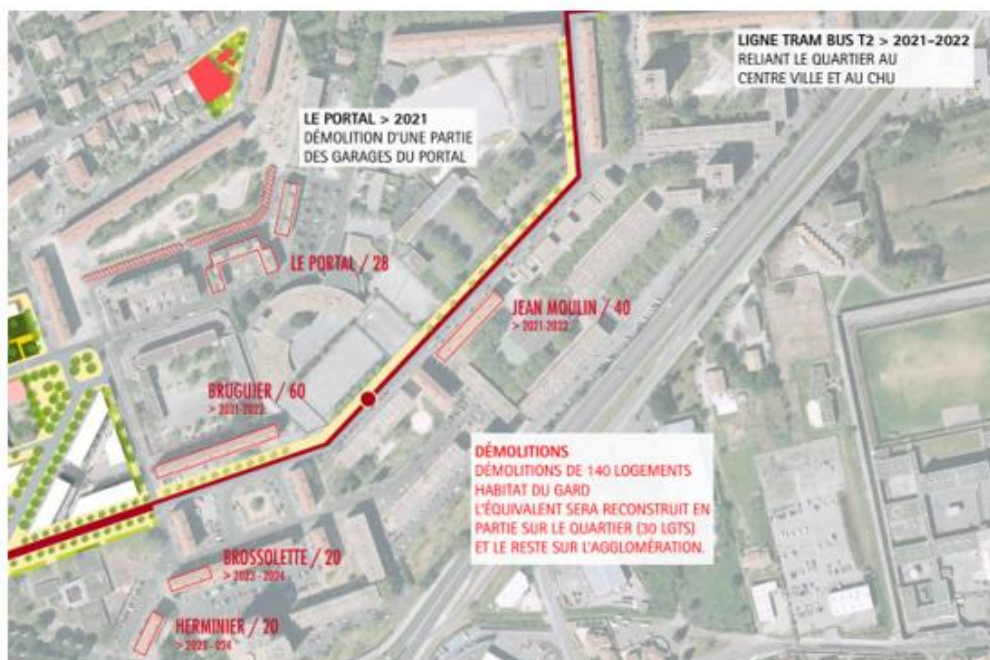 LIGNE TRAM BUS T2 > 2021-2022
RELIANT LE QUARTIER AU
CENTRE VILLE ET AU CHU
LE PORTAL > 2021
DÉMOLITION D'UNE PARTIE
DES GARAGES DU PORTAL
LE PORTAL / 28
JEAN MOULIN / 40
> 2021-2022
BRUGUIER / 60
> 2021-2022
DÉMOLITIONS
DÉMOLITIONS DE 140 LOGEMENTS
HABITAT DU GARD
L'ÉQUIVALENT SERA RECONSTRUIT EN
PARTIE SUR LE QUARTIER (30 LGTS)
ET LE RESTE SUR L'AGGLOMÉRATION.
BROSSOLETTE / 20
> 2023 - 2024
HERMINIER / 20